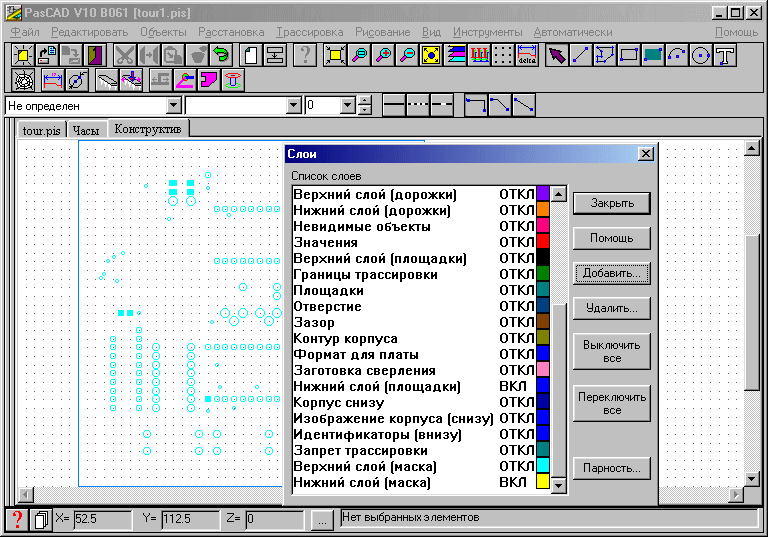 PasCAD V10 B061 [tour1.pis]
Файл Редактировать Объекты Расстановка Трассировка Рисование Вид Инструменты Автоматически Помощь
delta
Не определен 0
tour.pis Часы Конструктив
Слои
Список слоев
Верхний слой (дорожки) ОТКЛ
Нижний слой (дорожки) ОТКЛ
Невидимые объекты ОТКЛ
Значения ОТКЛ
Верхний слой (площадки) ОТКЛ
Границы трассировки ОТКЛ
Площадки ОТКЛ
Отверстие ОТКЛ
Зазор ОТКЛ
Контур корпуса ОТКЛ
Формат для платы ОТКЛ
Заготовка сверления ОТКЛ
Нижний слой (площадки) ВКЛ
Корпус снизу ОТКЛ
Изображение корпуса (снизу) ОТКЛ
Идентификаторы (внизу) ОТКЛ
Запрет трассировки ОТКЛ
Верхний слой (маска) ОТКЛ
Нижний слой (маска) ВКЛ
Закрыть
Помощь
Добавить...
Удалить...
Выключить
все
Переключить
все
Парность...
X= 52.5 Y= 112.5 Z= 0 ... Нет выбранных элементов